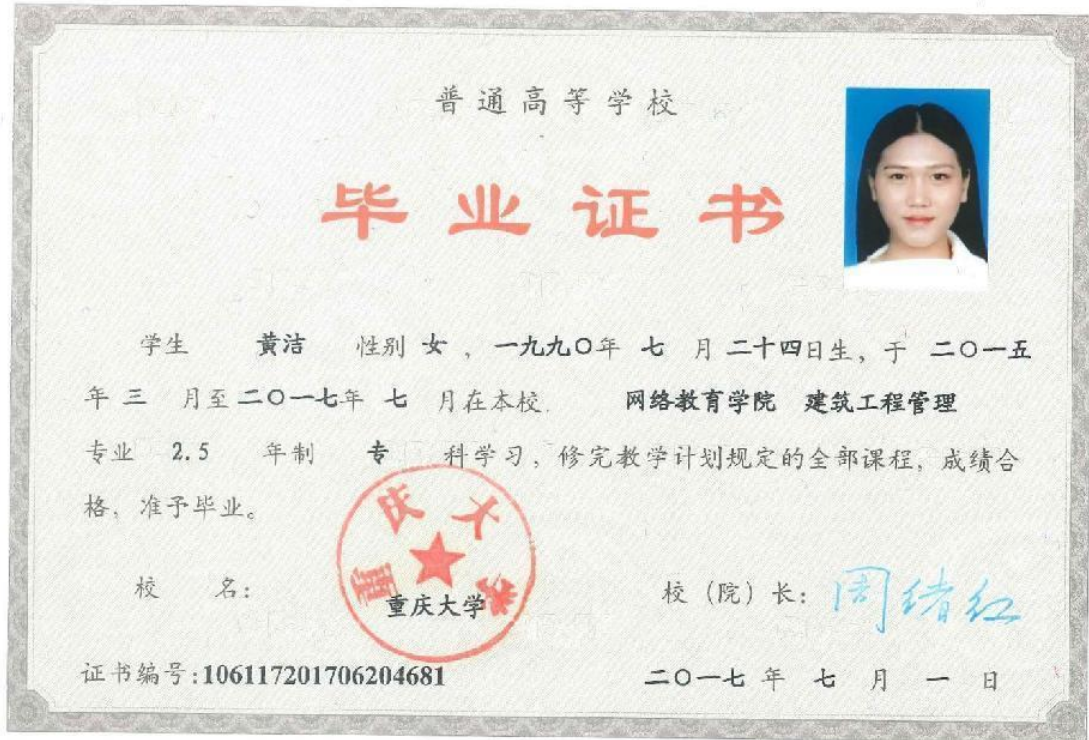 普通高等学校
毕业证书
学生 黄洁 性别 女 ，一九九〇年 七 月 二十四日生，于 二〇一五
年 三 月至二〇一七年 七 月在本校. 网络教育学院 建筑工程管理
专业 2.5 年制 专 科学习，修完教学计划规定的全部课程，成绩合
格，准予毕业。
重庆大学
校 名：重庆大学 校（院）长：周绪红
证书编号:106117201706204681 二〇一七 年 七 月 一 日